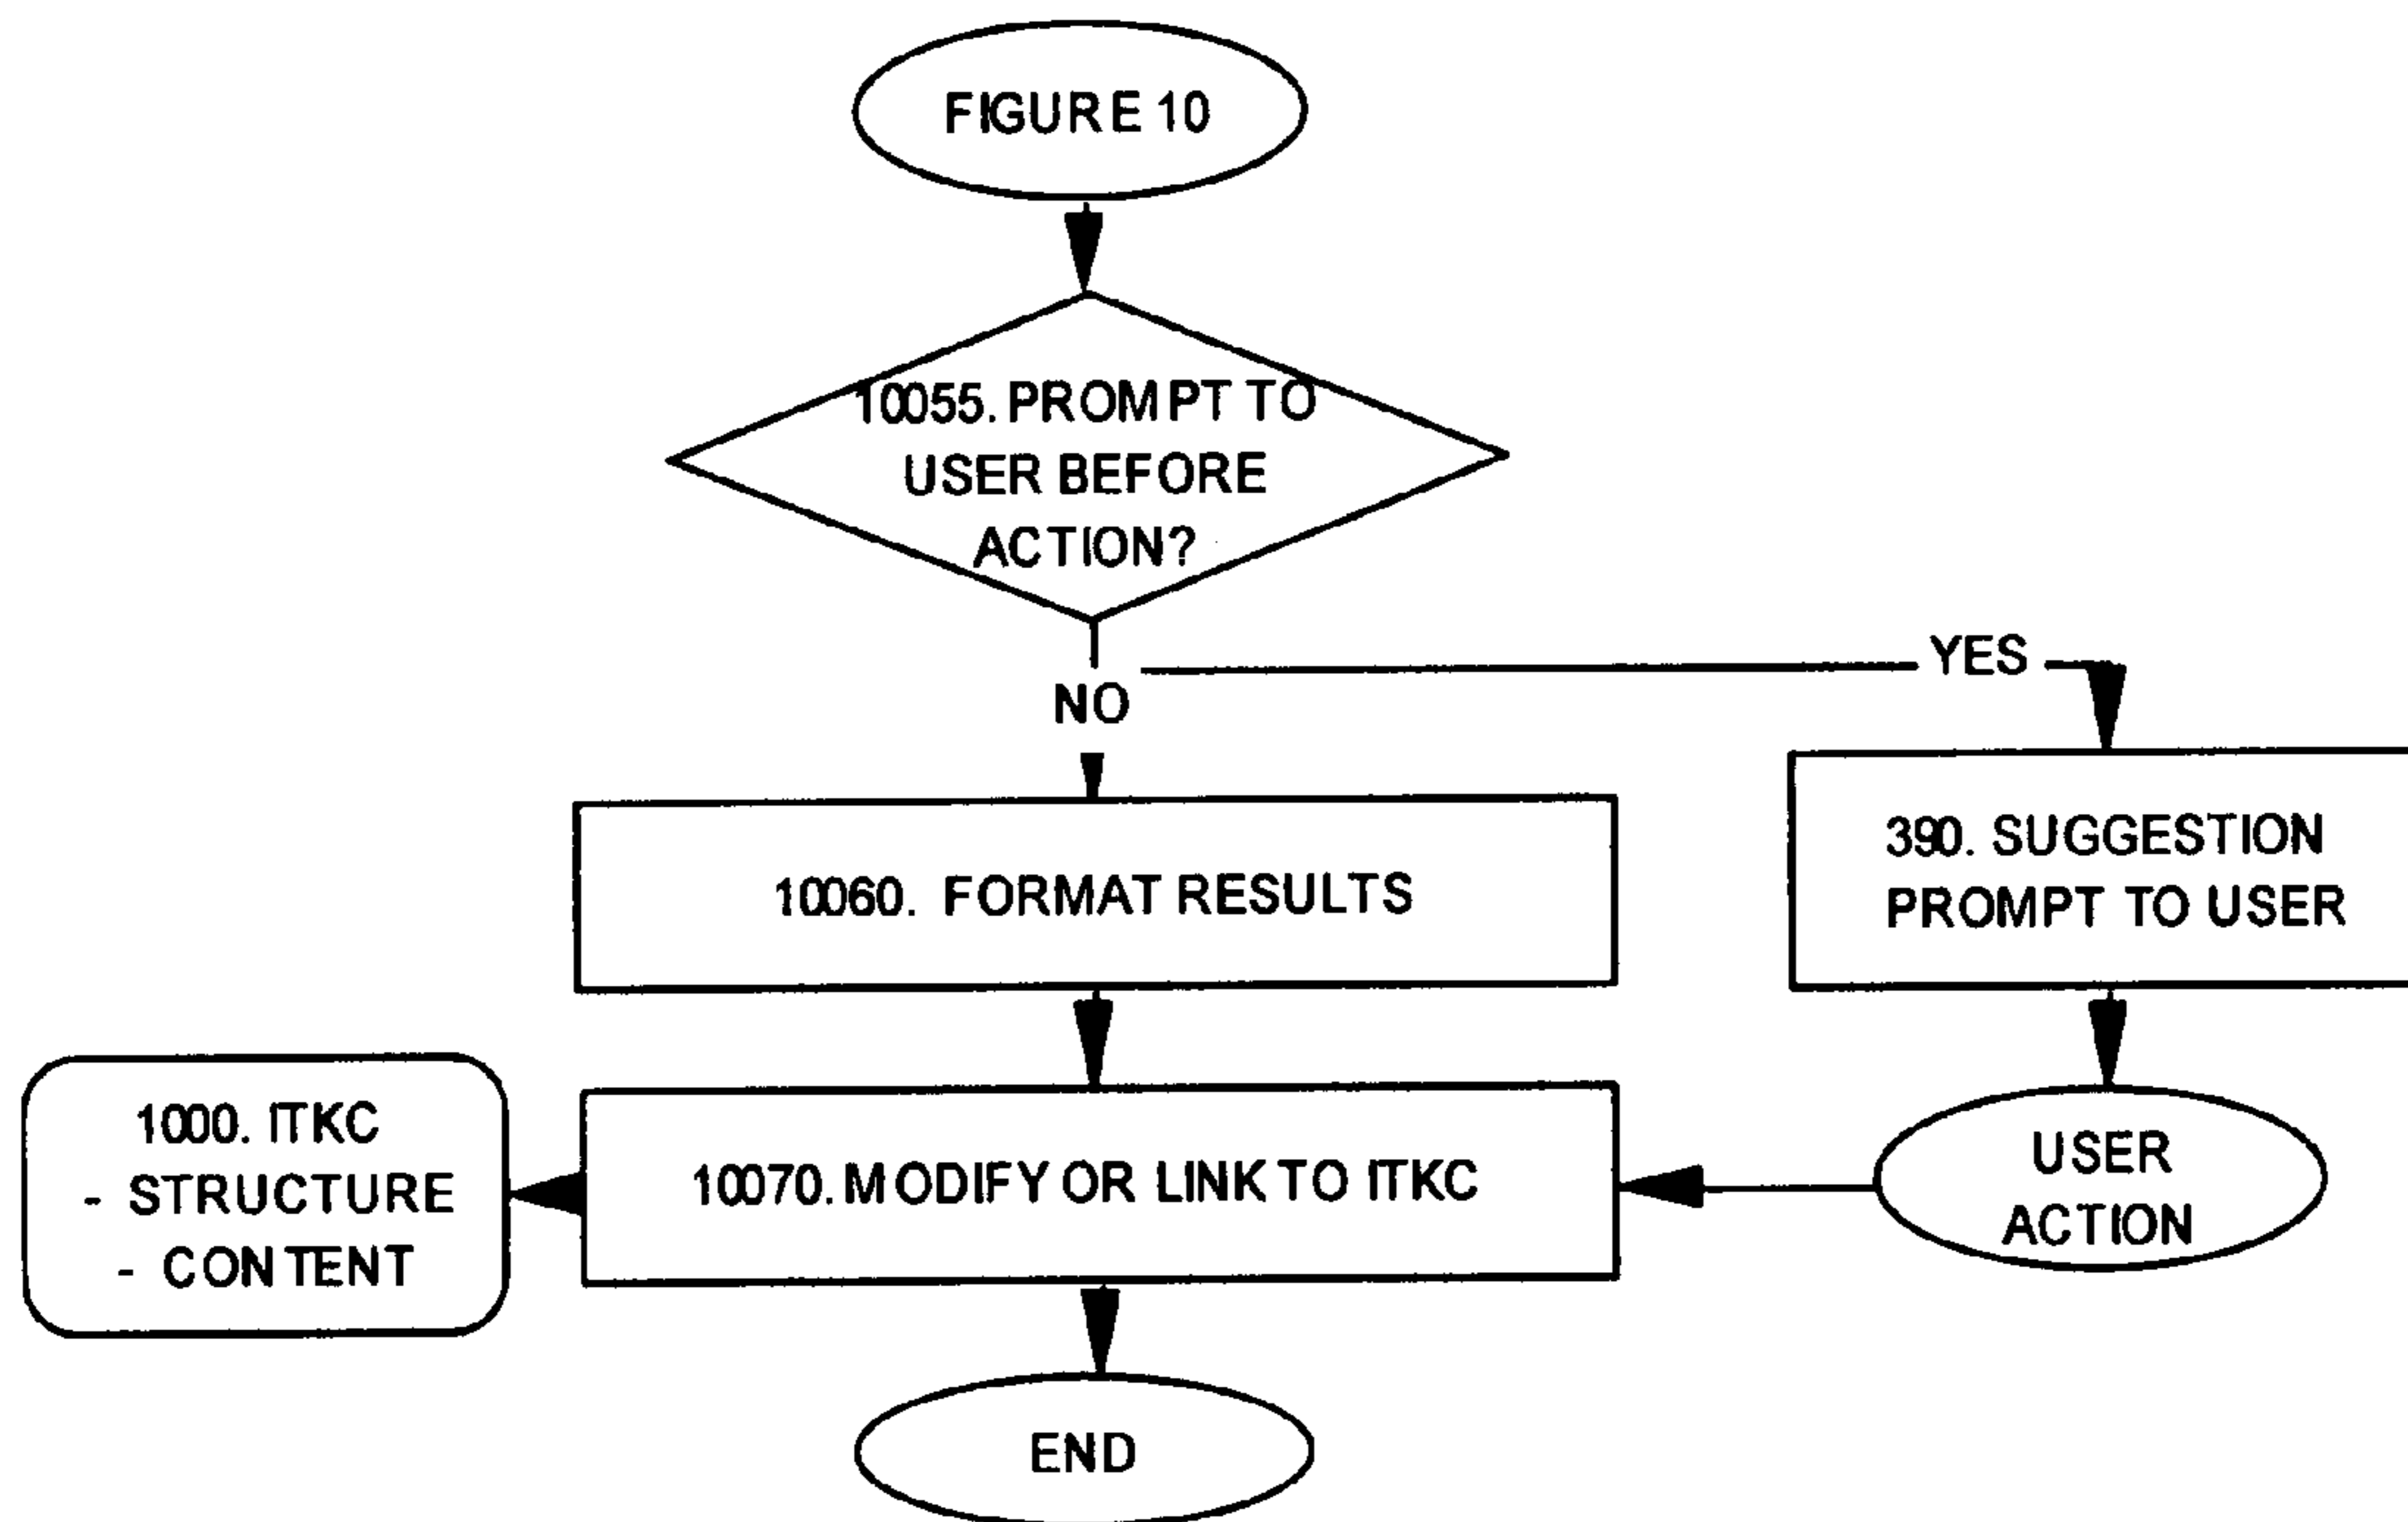 FIGURE 10
10055. PROMPT TO
USER BEFORE
ACTION?
YES
NO
390. SUGGESTION
PROMPT TO USER
10060. FORMAT RESULTS
1000. ITKC
- STRUCTURE
- CONTENT
10070. MODIFY OR LINK TO ITKC
USER
ACTION
END